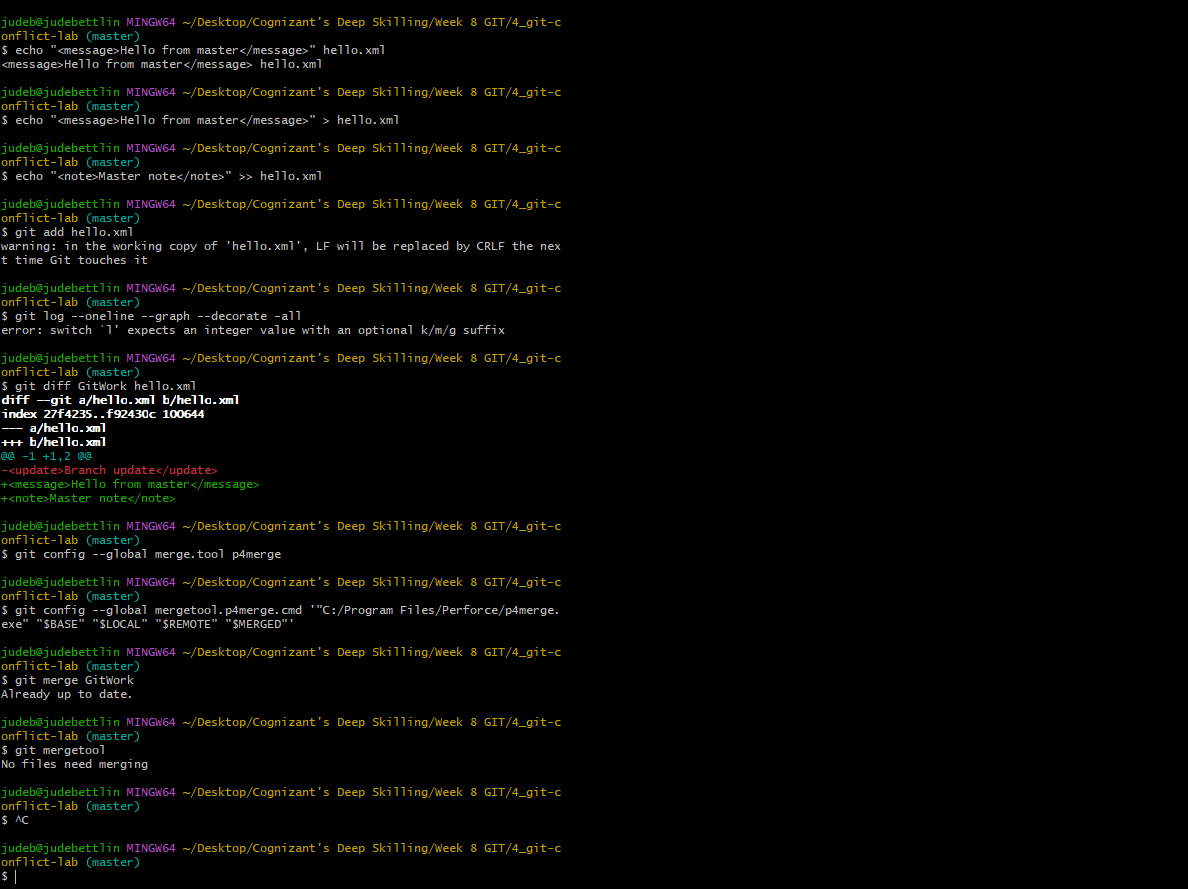 judeb@judebettlin MINGW64 ~/Desktop/Cognizant's Deep Skilling/Week 8 GIT/4_git-c
onflict-lab (master)
$ echo "<message>Hello from master</message>" hello.xml
<message>Hello from master</message> hello.xml
judeb@judebettlin MINGW64 ~/Desktop/Cognizant's Deep Skilling/Week 8 GIT/4_git-c
onflict-lab (master)
$ echo "<message>Hello from master</message>" > hello.xml
judeb@judebettlin MINGW64 ~/Desktop/Cognizant's Deep Skilling/Week 8 GIT/4_git-c
onflict-lab (master)
$ echo "<note>Master note</note>" >> hello.xml
judeb@judebettlin MINGW64 ~/Desktop/Cognizant's Deep Skilling/Week 8 GIT/4_git-c
onflict-lab (master)
$ git add hello.xml
warning: in the working copy of 'hello.xml', LF will be replaced by CRLF the nex
t time Git touches it
judeb@judebettlin MINGW64 ~/Desktop/Cognizant's Deep Skilling/Week 8 GIT/4_git-c
onflict-lab (master)
$ git log --oneline --graph --decorate -all
error: switch `l' expects an integer value with an optional k/m/g suffix
judeb@judebettlin MINGW64 ~/Desktop/Cognizant's Deep Skilling/Week 8 GIT/4_git-c
onflict-lab (master)
$ git diff GitWork hello.xml
diff --git a/hello.xml b/hello.xml
index 27f4235..f92430c 100644
--- a/hello.xml
+++ b/hello.xml
@@ -1 +1,2 @@
-<update>Branch update</update>
+<message>Hello from master</message>
+<note>Master note</note>
judeb@judebettlin MINGW64 ~/Desktop/Cognizant's Deep Skilling/Week 8 GIT/4_git-c
onflict-lab (master)
$ git config --global merge.tool p4merge
judeb@judebettlin MINGW64 ~/Desktop/Cognizant's Deep Skilling/Week 8 GIT/4_git-c
onflict-lab (master)
$ git config --global mergetool.p4merge.cmd '"C:/Program Files/Perforce/p4merge.
exe" "$BASE" "$LOCAL" "$REMOTE" "$MERGED"'
judeb@judebettlin MINGW64 ~/Desktop/Cognizant's Deep Skilling/Week 8 GIT/4_git-c
onflict-lab (master)
$ git merge GitWork
Already up to date.
judeb@judebettlin MINGW64 ~/Desktop/Cognizant's Deep Skilling/Week 8 GIT/4_git-c
onflict-lab (master)
$ git mergetool
No files need merging
judeb@judebettlin MINGW64 ~/Desktop/Cognizant's Deep Skilling/Week 8 GIT/4_git-c
onflict-lab (master)
$ ^C
judeb@judebettlin MINGW64 ~/Desktop/Cognizant's Deep Skilling/Week 8 GIT/4_git-c
onflict-lab (master)
$